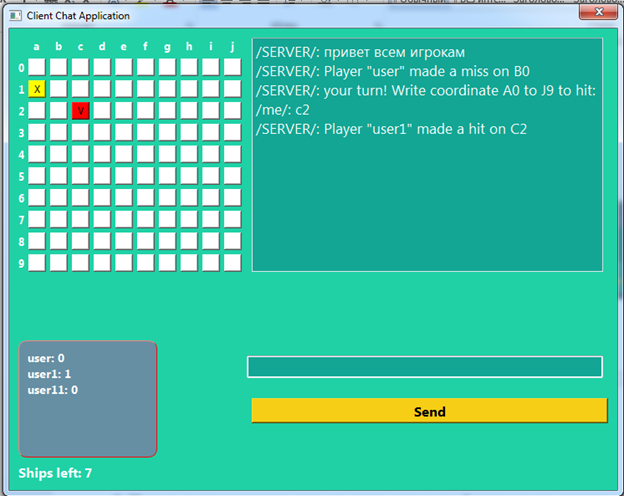 Client Chat Application
a b c d e f g h i j
0
1 X
2 V
3
4
5
6
7
8
9
/SERVER/: привет всем игрокам
/SERVER/: Player "user" made a miss on B0
/SERVER/: your turn! Write coordinate A0 to J9 to hit:
/me/: c2
/SERVER/: Player "user1" made a hit on C2
user: 0
user1: 1
user11: 0
Send
Ships left: 7